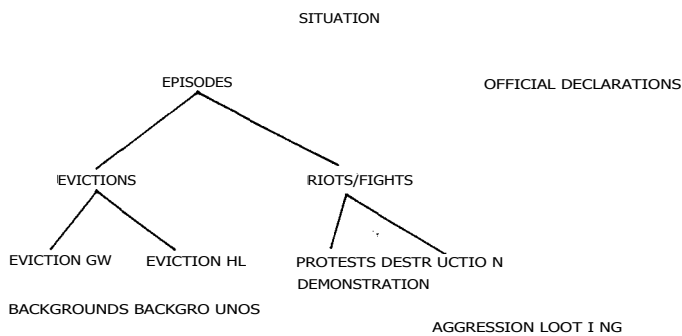 SITUATION
EPISODES OFFICIAL DECLARATIONS
EVICTIONS RIOTS/FIGHTS
EVICTION GW EVICTION HL PROTESTS DESTR UCTIO N
DEMONSTRATION
BACKGROUNDS BACKGRO UNOS
AGGRESSION LOOT I NG